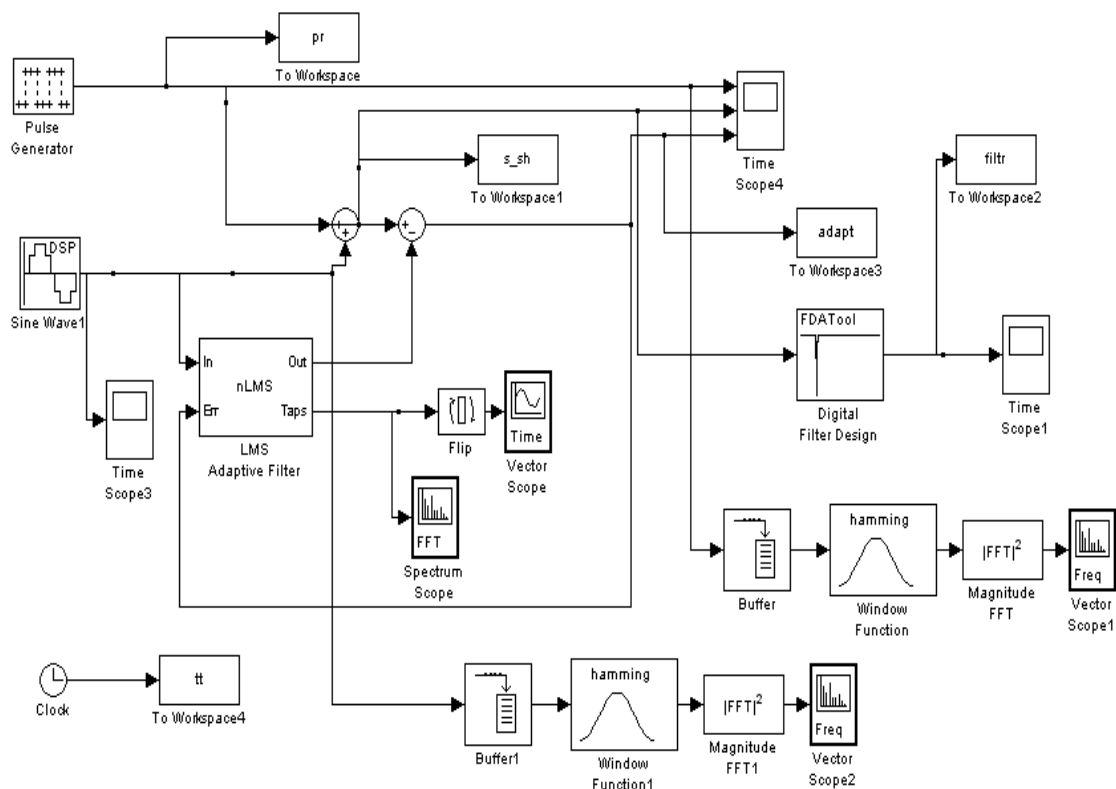 pr
To Workspace
Pulse
Generator
s_sh
To Workspace1
Time
Scope4
filtr
To Workspace2
adapt
To Workspace3
+
+
+
-
DSP
Sine Wave1
In
Out
nLMS
Err
Taps
LMS
Adaptive Filter
Time
Scope3
Flip
Time
Vector
Scope
FFT
Spectrum
Scope
FDATool
Digital
Filter Design
Time
Scope1
Buffer
hamming
Window
Function
|FFT|²
Magnitude
FFT
Freq
Vector
Scope1
Clock
tt
To Workspace4
Buffer1
hamming
Window
Function1
|FFT|²
Magnitude
FFT1
Freq
Vector
Scope2